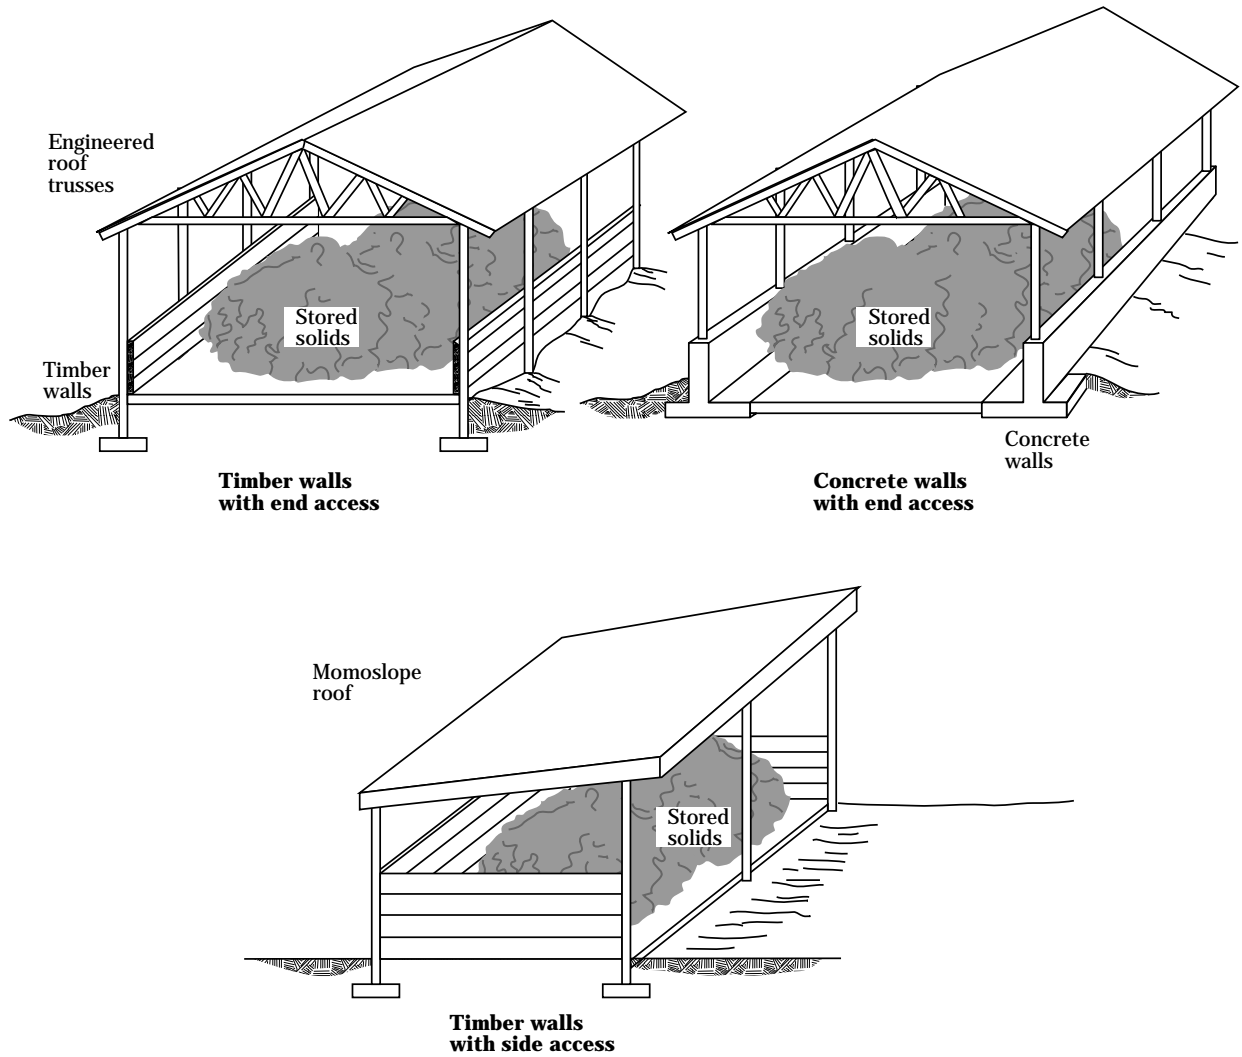 Engineered
roof
trusses
Stored
solids
Timber
walls
Timber walls
with end access
Stored
solids
Concrete
walls
Concrete walls
with end access
Momoslope
roof
Stored
solids
Timber walls
with side access